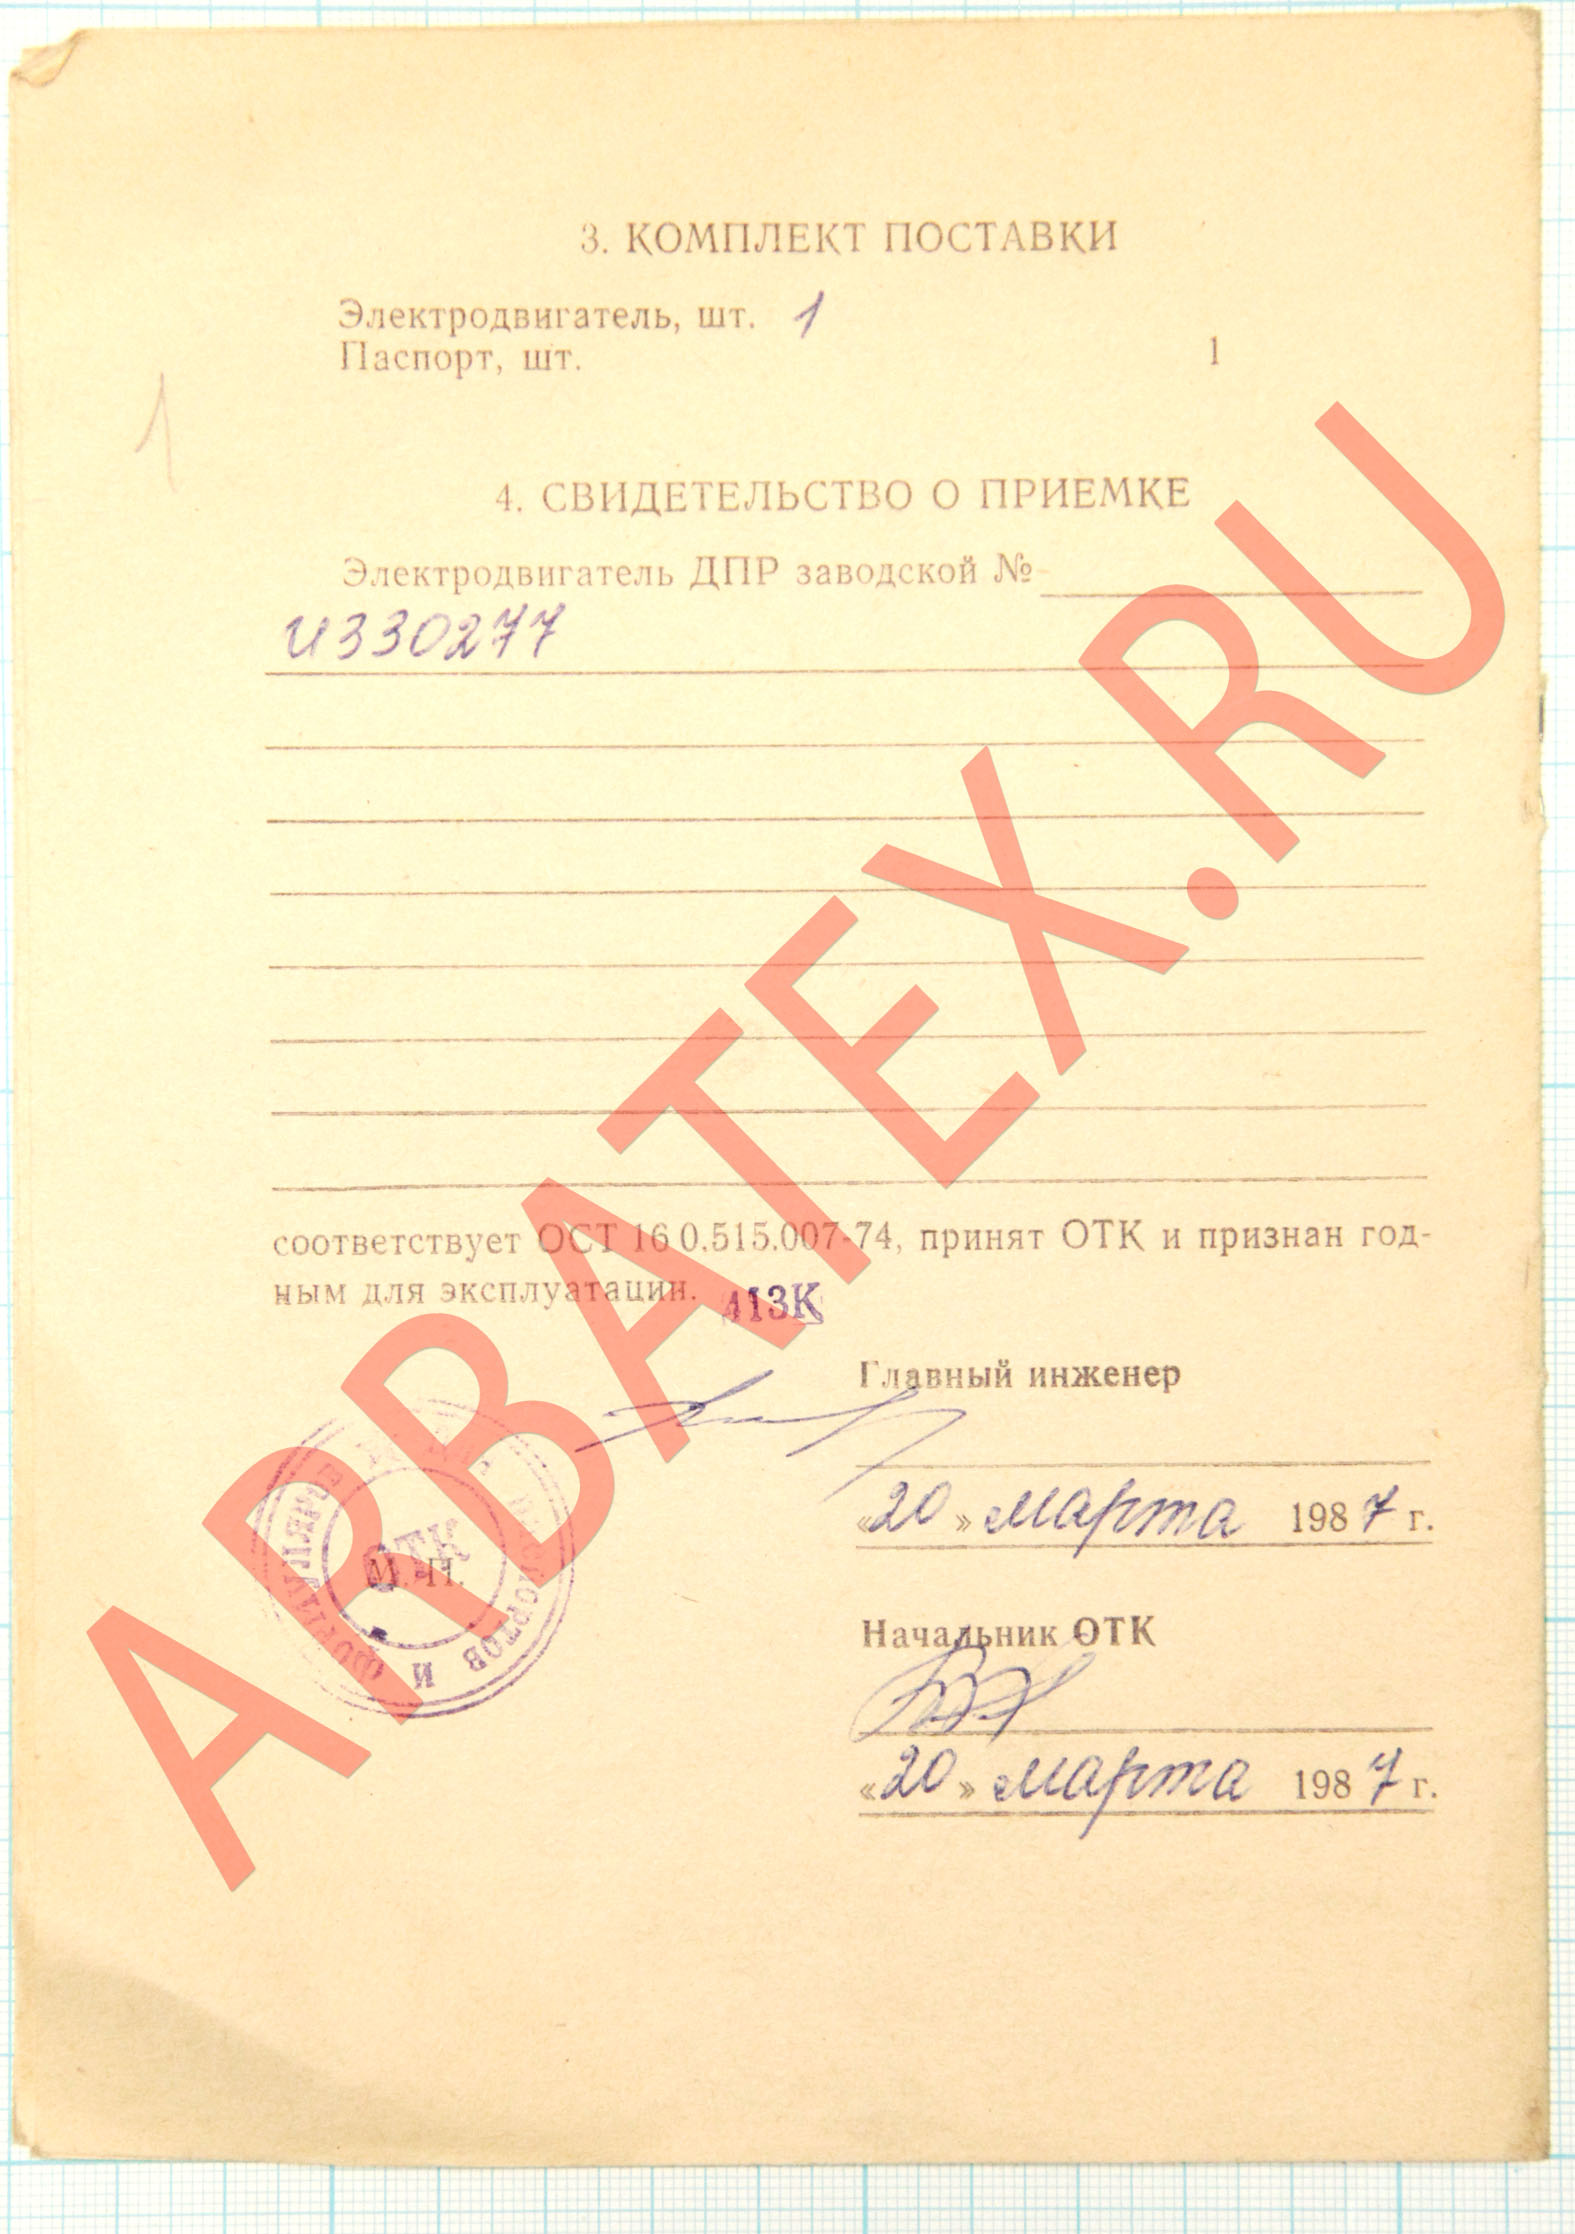 3. КОМПЛЕКТ ПОСТАВКИ
Электродвигатель, шт. 1
Паспорт, шт. 1
1
4. СВИДЕТЕЛЬСТВО О ПРИЕМКЕ
Электродвигатель ДПР заводской №
И330277
соответствует ОСТ 16 0.515.007-74, принят ОТК и признан год-
ным для эксплуатации.
413К
Главный инженер
«20» марта 1987 г.
ОТК
М. П.
паспортов и
Начальник ОТК
«20» марта 1987 г.
ARBATEX.RU